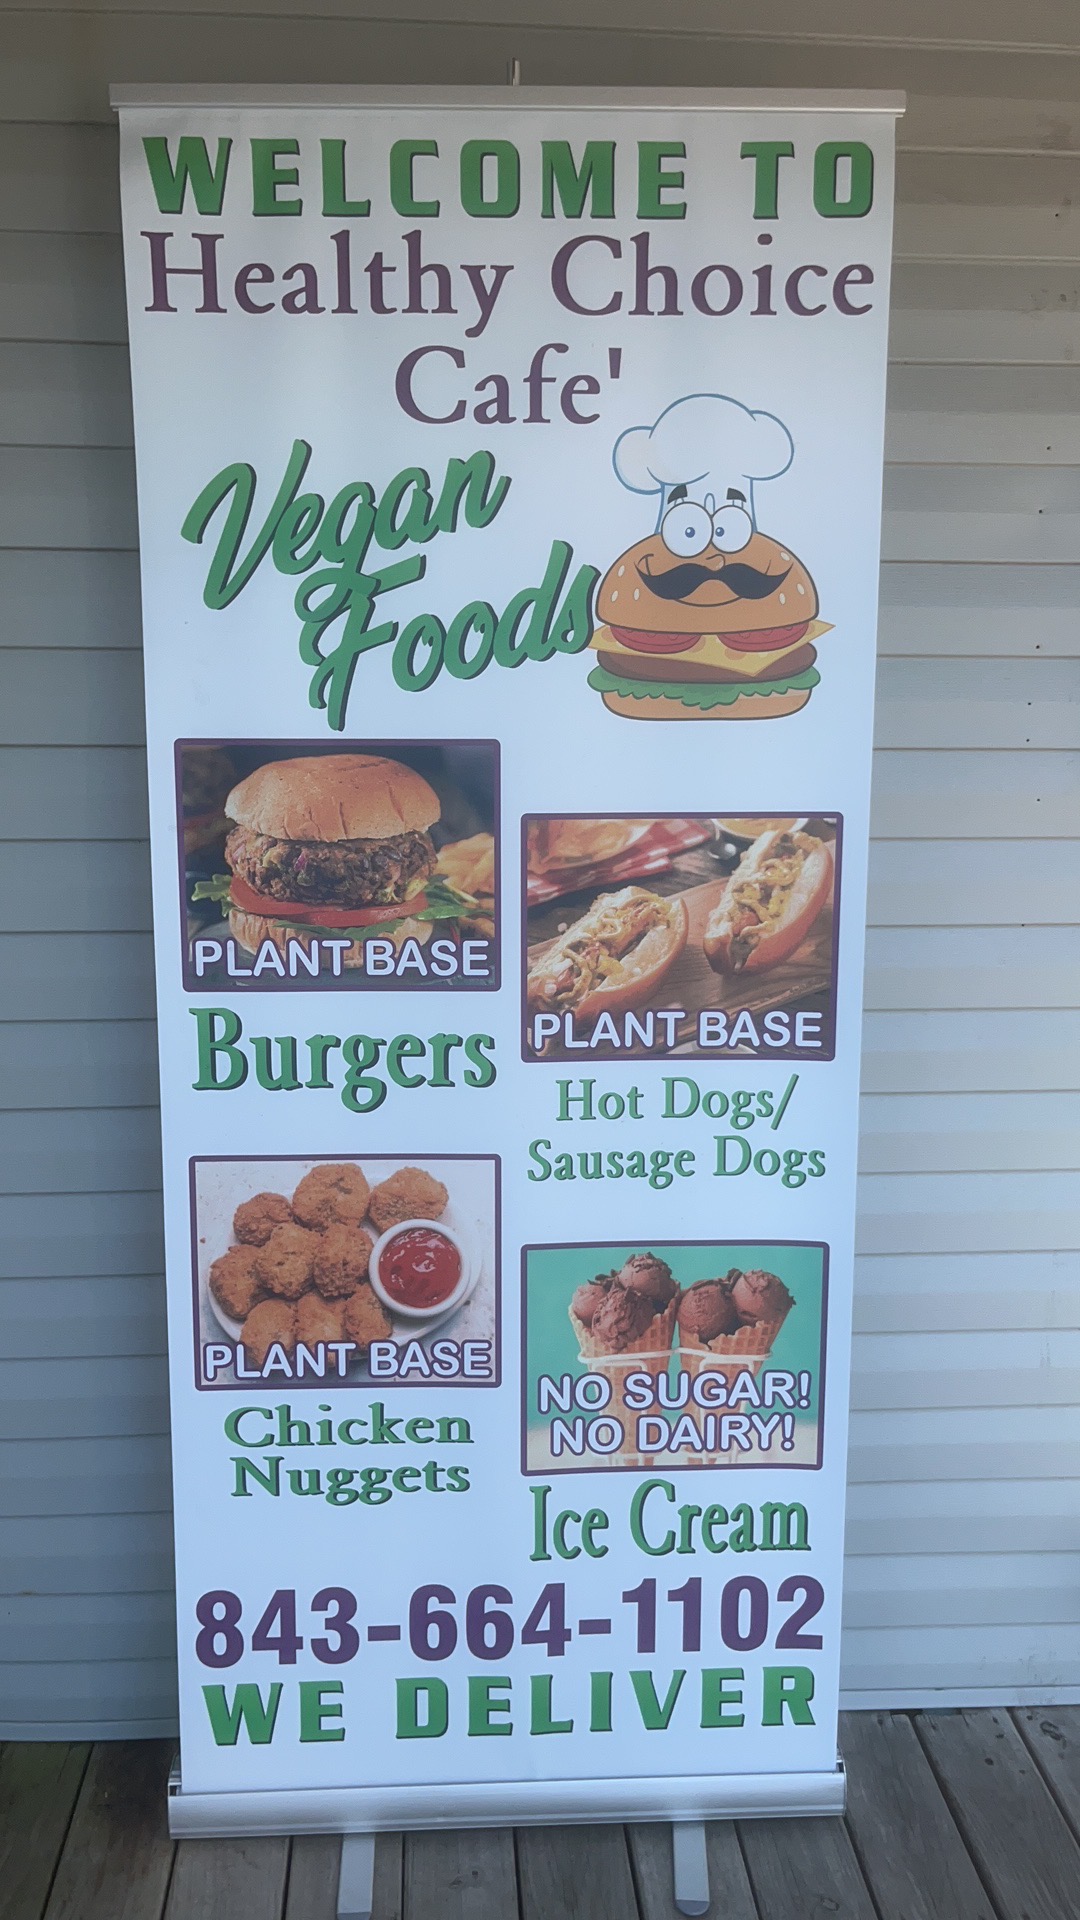 WELCOME TO
Healthy Choice
Cafe'
Vegan
Foods
PLANT BASE
Burgers
PLANT BASE
Hot Dogs/
Sausage Dogs
PLANT BASE
Chicken
Nuggets
NO SUGAR!
NO DAIRY!
Ice Cream
843-664-1102
WE DELIVER